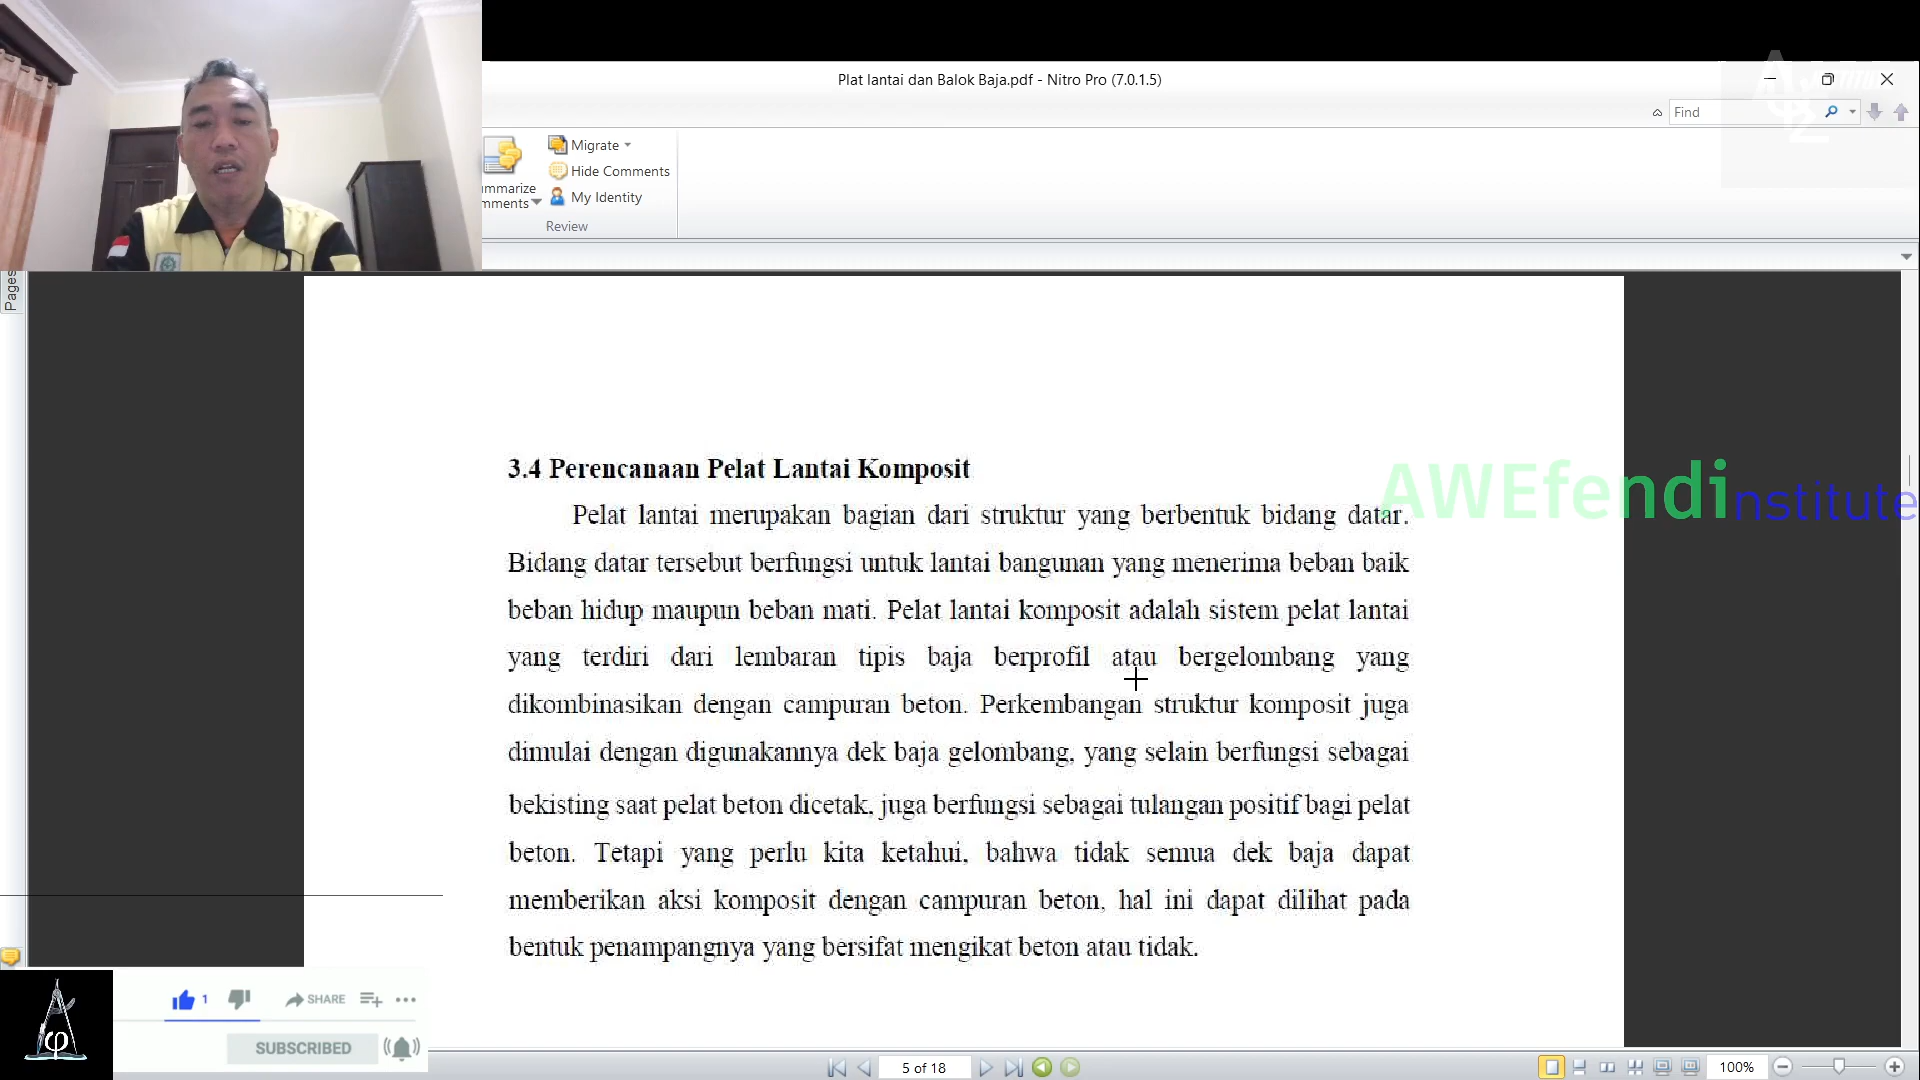 Plat lantai dan Balok Baja.pdf - Nitro Pro (7.0.1.5)
Find
Migrate
Hide Comments
My Identity
mmarize
mments
Review
Pages
3.4 Perencanaan Pelat Lantai Komposit
Pelat lantai merupakan bagian dari struktur yang berbentuk bidang datar.
Bidang datar tersebut berfungsi untuk lantai bangunan yang menerima beban baik
beban hidup maupun beban mati. Pelat lantai komposit adalah sistem pelat lantai
yang terdiri dari lembaran tipis baja berprofil atau bergelombang yang
dikombinasikan dengan campuran beton. Perkembangan struktur komposit juga
dimulai dengan digunakannya dek baja gelombang, yang selain berfungsi sebagai
bekisting saat pelat beton dicetak, juga berfungsi sebagai tulangan positif bagi pelat
beton. Tetapi yang perlu kita ketahui, bahwa tidak semua dek baja dapat
memberikan aksi komposit dengan campuran beton, hal ini dapat dilihat pada
bentuk penampangnya yang bersifat mengikat beton atau tidak.
AWEfendinstitute
1
SHARE
SUBSCRIBED
5 of 18
100%